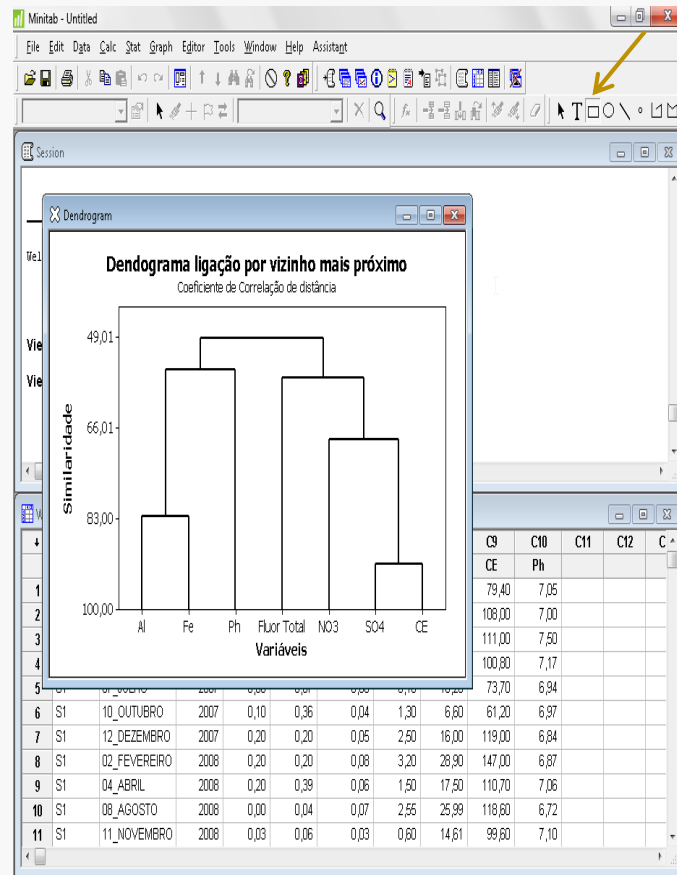 Minitab - Untitled
File Edit Data Calc Stat Graph Editor Tools Window Help Assistant
Session
Wel
Vie
Vie
Dendrogram
Dendograma ligação por vizinho mais próximo
Coeficiente de Correlação de distância
49,01
66,01
83,00
100,00
Similaridade
Al Fe Ph Fluor Total NO3 SO4 CE
Variáveis
C9 C10 C11 C12 C
CE Ph
1 79,40 7,05
2 108,00 7,00
3 111,00 7,50
4 100,80 7,17
5 73,70 6,94
6 S1 10_OUTUBRO 2007 0,10 0,36 0,04 1,30 6,60 61,20 6,97
7 S1 12_DEZEMBRO 2007 0,20 0,20 0,05 2,50 16,00 119,00 6,84
8 S1 02_FEVEREIRO 2008 0,20 0,20 0,08 3,20 28,90 147,00 6,87
9 S1 04_ABRIL 2008 0,20 0,39 0,06 1,50 17,50 110,70 7,06
10 S1 08_AGOSTO 2008 0,00 0,04 0,07 2,55 25,99 118,60 6,72
11 S1 11_NOVEMBRO 2008 0,03 0,06 0,03 0,60 14,61 99,60 7,10